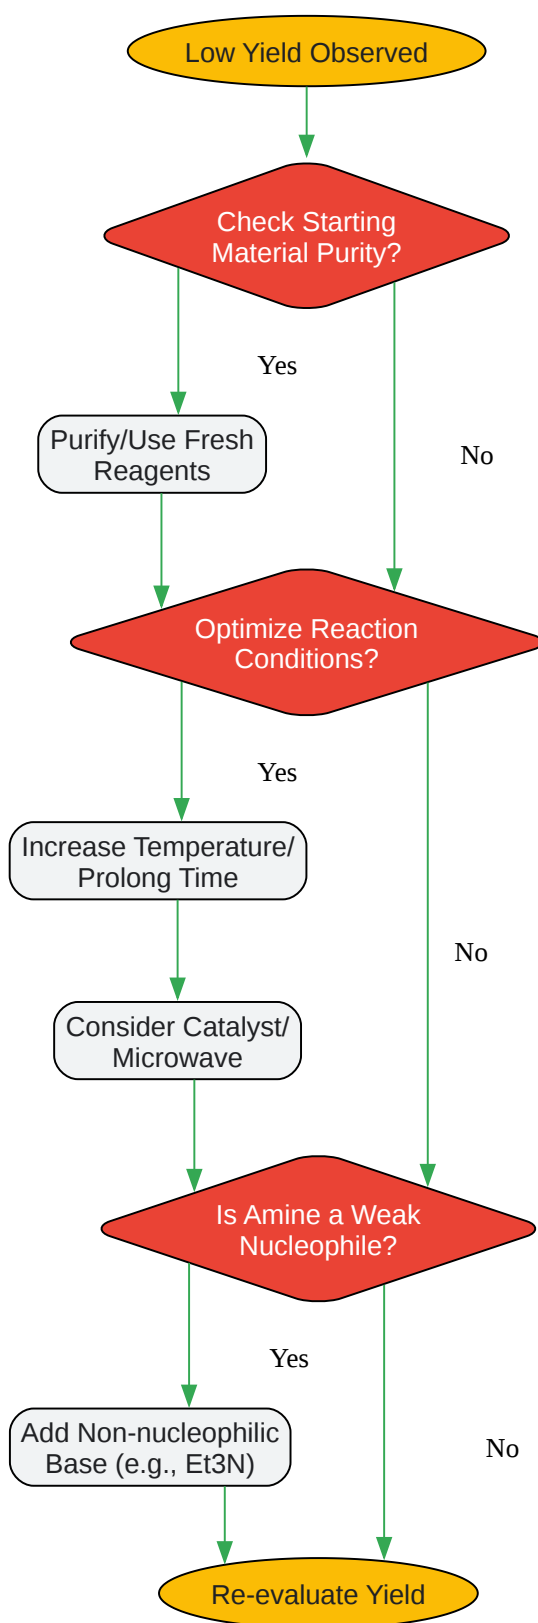 Low Yield Observed
Check Starting
Material Purity?
Yes
Purify/Use Fresh
Reagents
No
Optimize Reaction
Conditions?
Yes
Increase Temperature/
Prolong Time
No
Consider Catalyst/
Microwave
Is Amine a Weak
Nucleophile?
Yes
Add Non-nucleophilic
Base (e.g., Et3N)
No
Re-evaluate Yield